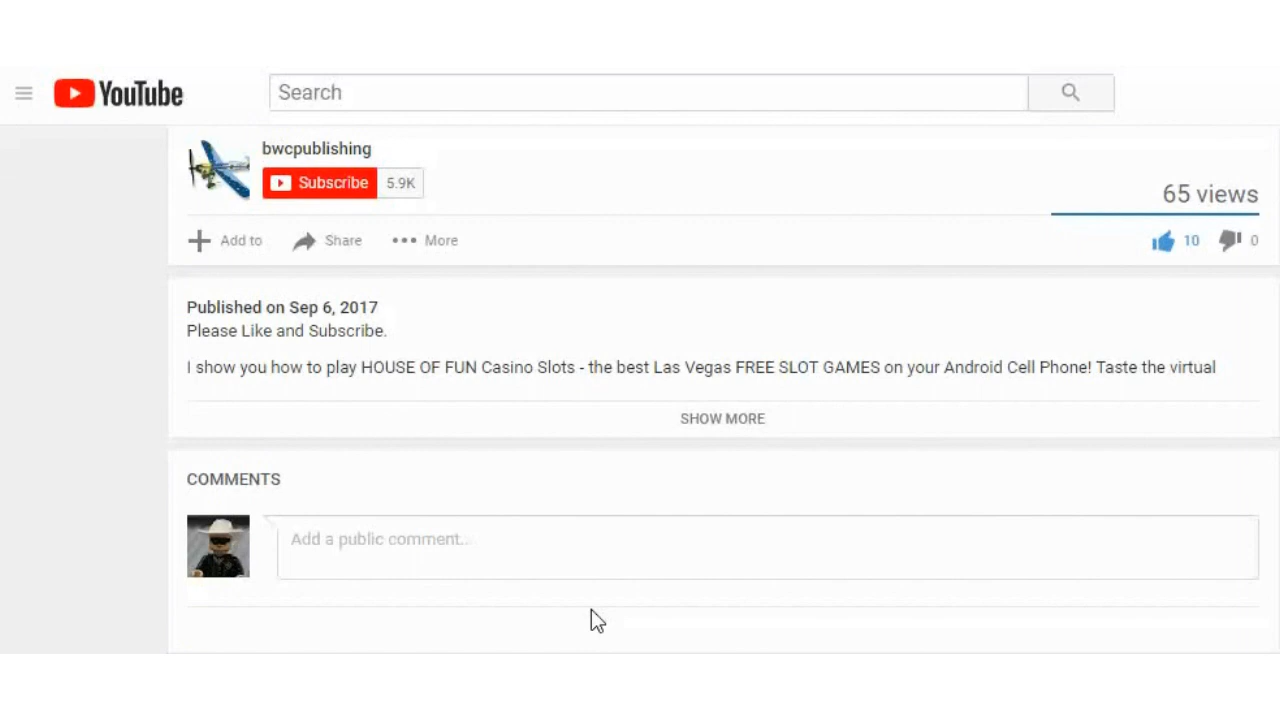 YouTube
Search
bwcpublishing
Subscribe 5.9K
65 views
Add to Share More
10 0
Published on Sep 6, 2017
Please Like and Subscribe.
I show you how to play HOUSE OF FUN Casino Slots - the best Las Vegas FREE SLOT GAMES on your Android Cell Phone! Taste the virtual
SHOW MORE
COMMENTS
Add a public comment...